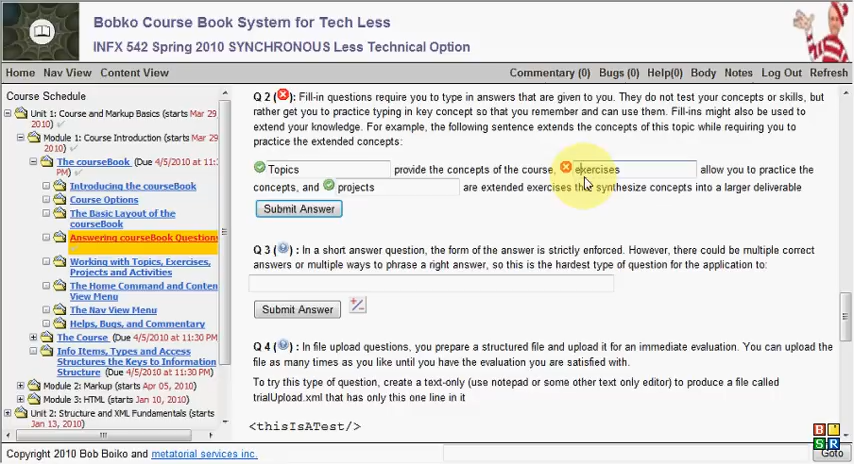 Bobko Course Book System for Tech Less
INFX 542 Spring 2010 SYNCHRONOUS Less Technical Option
Home Nav View Content View Commentary (0) Bugs (0) Help(0) Body Notes Log Out Refresh
Course Schedule
Unit 1: Course and Markup Basics (starts Mar 29, 2010)
Module 1: Course Introduction (starts Mar 29, 2010)
The courseBook (Due 4/5/2010 at 11:
PM)
Introducing the courseBook
Course Options
The Basic Layout of the
courseBook
Answering courseBook Questions
Working with Topics, Exercises,
Projects and Activities
The Home Command and Conten
View Menu
The Nav View Menu
Helps, Bugs, and Commentary
The Course (Due 4/5/2010 at 11:30 PM)
Info Items, Types and Access
Structures the Keys to Information
Structure (Due 4/5/2010 at 11:30 PM)
Module 2: Markup (starts Apr 05, 2010)
Module 3: HTML (starts Jan 10, 2010)
Unit 2: Structure and XML Fundamentals (starts
Jan 13, 2010)
Q 2 ( ): Fill-in questions require you to type in answers that are given to you. They do not test your concepts or skills, but
rather get you to practice typing in key concept so that you remember and can use them. Fill-ins might also be used to
extend your knowledge. For example, the following sentence extends the concepts of this topic while requiring you to
practice the extended concepts:
Topics provide the concepts of the course, exercises allow you to practice the
concepts, and projects are extended exercises that synthesize concepts into a larger deliverable
Submit Answer
Q 3 ( ) : In a short answer question, the form of the answer is strictly enforced. However, there could be multiple correct
answers or multiple ways to phrase a right answer, so this is the hardest type of question for the application to:
Submit Answer
Q 4 ( ) : In file upload questions, you prepare a structured file and upload it for an immediate evaluation. You can upload the
file as many times as you like until you have the evaluation you are satisfied with.
To try this type of question, create a text-only (use notepad or some other text only editor) to produce a file called
trialUpload.xml that has only this one line in it
<thisIsATest/>
Copyright 2010 Bob Boiko and metatorial services inc.
Goto